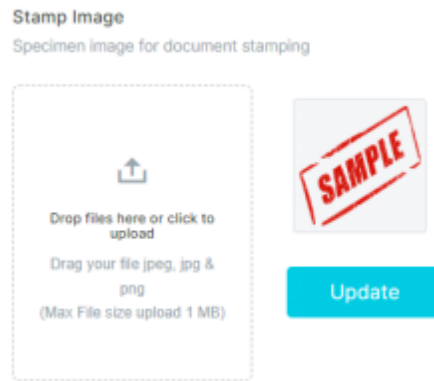 Stamp Image
Specimen image for document stamping
Drop files here or click to
upload
Drag your file jpeg, jpg &
png
(Max File size upload 1 MB)
SAMPLE
Update